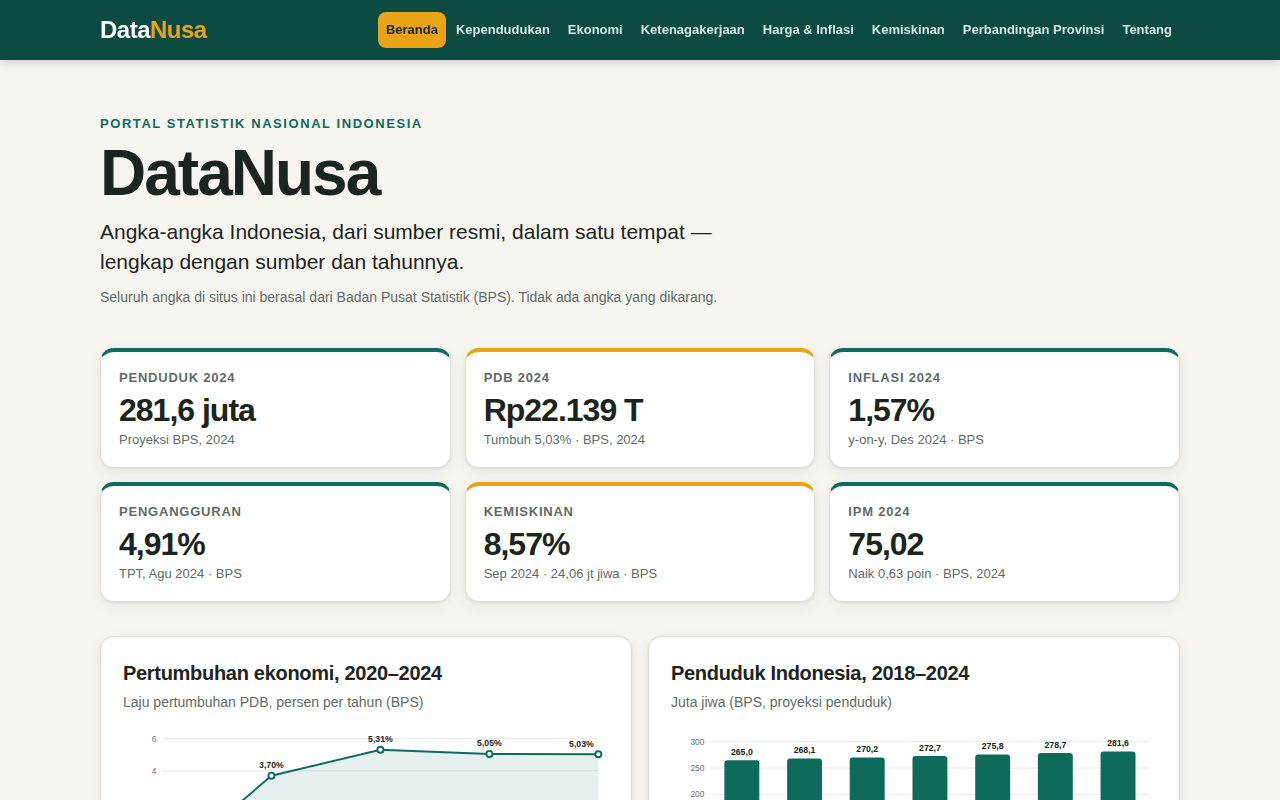 DataNusa
Beranda Kependudukan Ekonomi Ketenagakerjaan Harga & Inflasi Kemiskinan Perbandingan Provinsi Tentang
PORTAL STATISTIK NASIONAL INDONESIA
DataNusa
Angka-angka Indonesia, dari sumber resmi, dalam satu tempat —
lengkap dengan sumber dan tahunnya.
Seluruh angka di situs ini berasal dari Badan Pusat Statistik (BPS). Tidak ada angka yang dikarang.
PENDUDUK 2024
281,6 juta
Proyeksi BPS, 2024
PDB 2024
Rp22.139 T
Tumbuh 5,03% · BPS, 2024
INFLASI 2024
1,57%
y-on-y, Des 2024 · BPS
PENGANGGURAN
4,91%
TPT, Agu 2024 · BPS
KEMISKINAN
8,57%
Sep 2024 · 24,06 jt jiwa · BPS
IPM 2024
75,02
Naik 0,63 poin · BPS, 2024
Pertumbuhan ekonomi, 2020–2024
Laju pertumbuhan PDB, persen per tahun (BPS)
6
5,31%
5,05%
5,03%
3,70%
4
Penduduk Indonesia, 2018–2024
Juta jiwa (BPS, proyeksi penduduk)
300
265,0 268,1 270,2 272,7 275,8 278,7 281,6
250
200